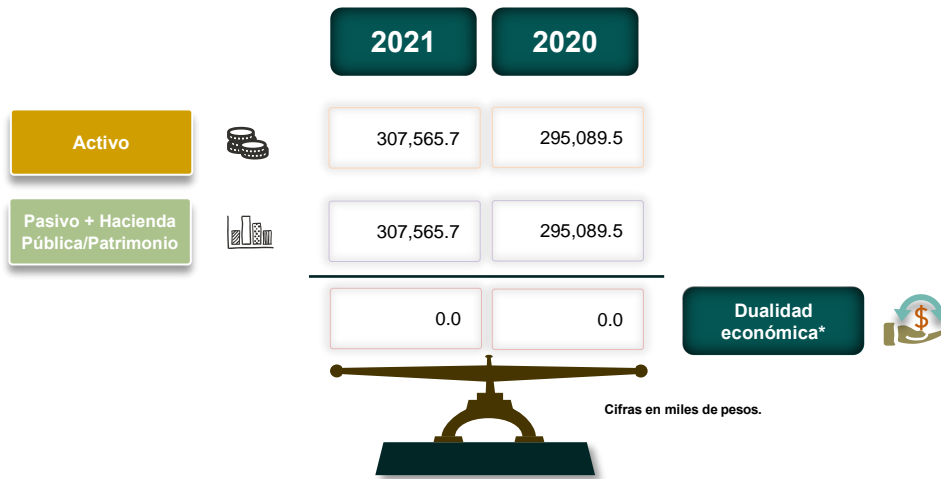 2021 2020
Activo 307,565.7 295,089.5
Pasivo + Hacienda
Pública/Patrimonio 307,565.7 295,089.5
0.0 0.0 Dualidad
económica*
$
Cifras en miles de pesos.